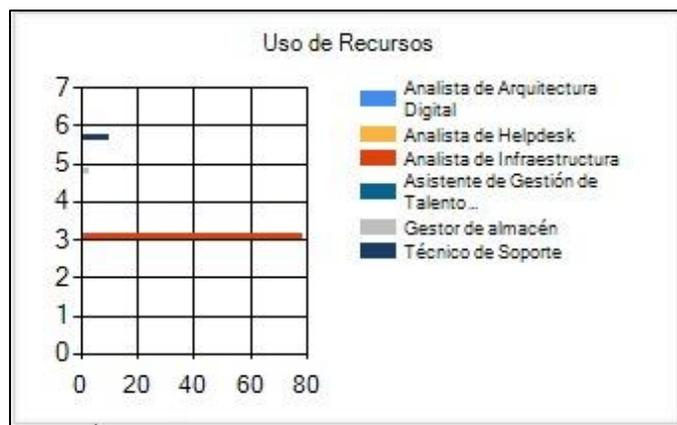 Uso de Recursos
7
6
5
4
3
2
1
0
0 20 40 60 80
Analista de Arquitectura
Digital
Analista de Helpdesk
Analista de Infraestructura
Asistente de Gestión de
Talento...
Gestor de almacén
Técnico de Soporte